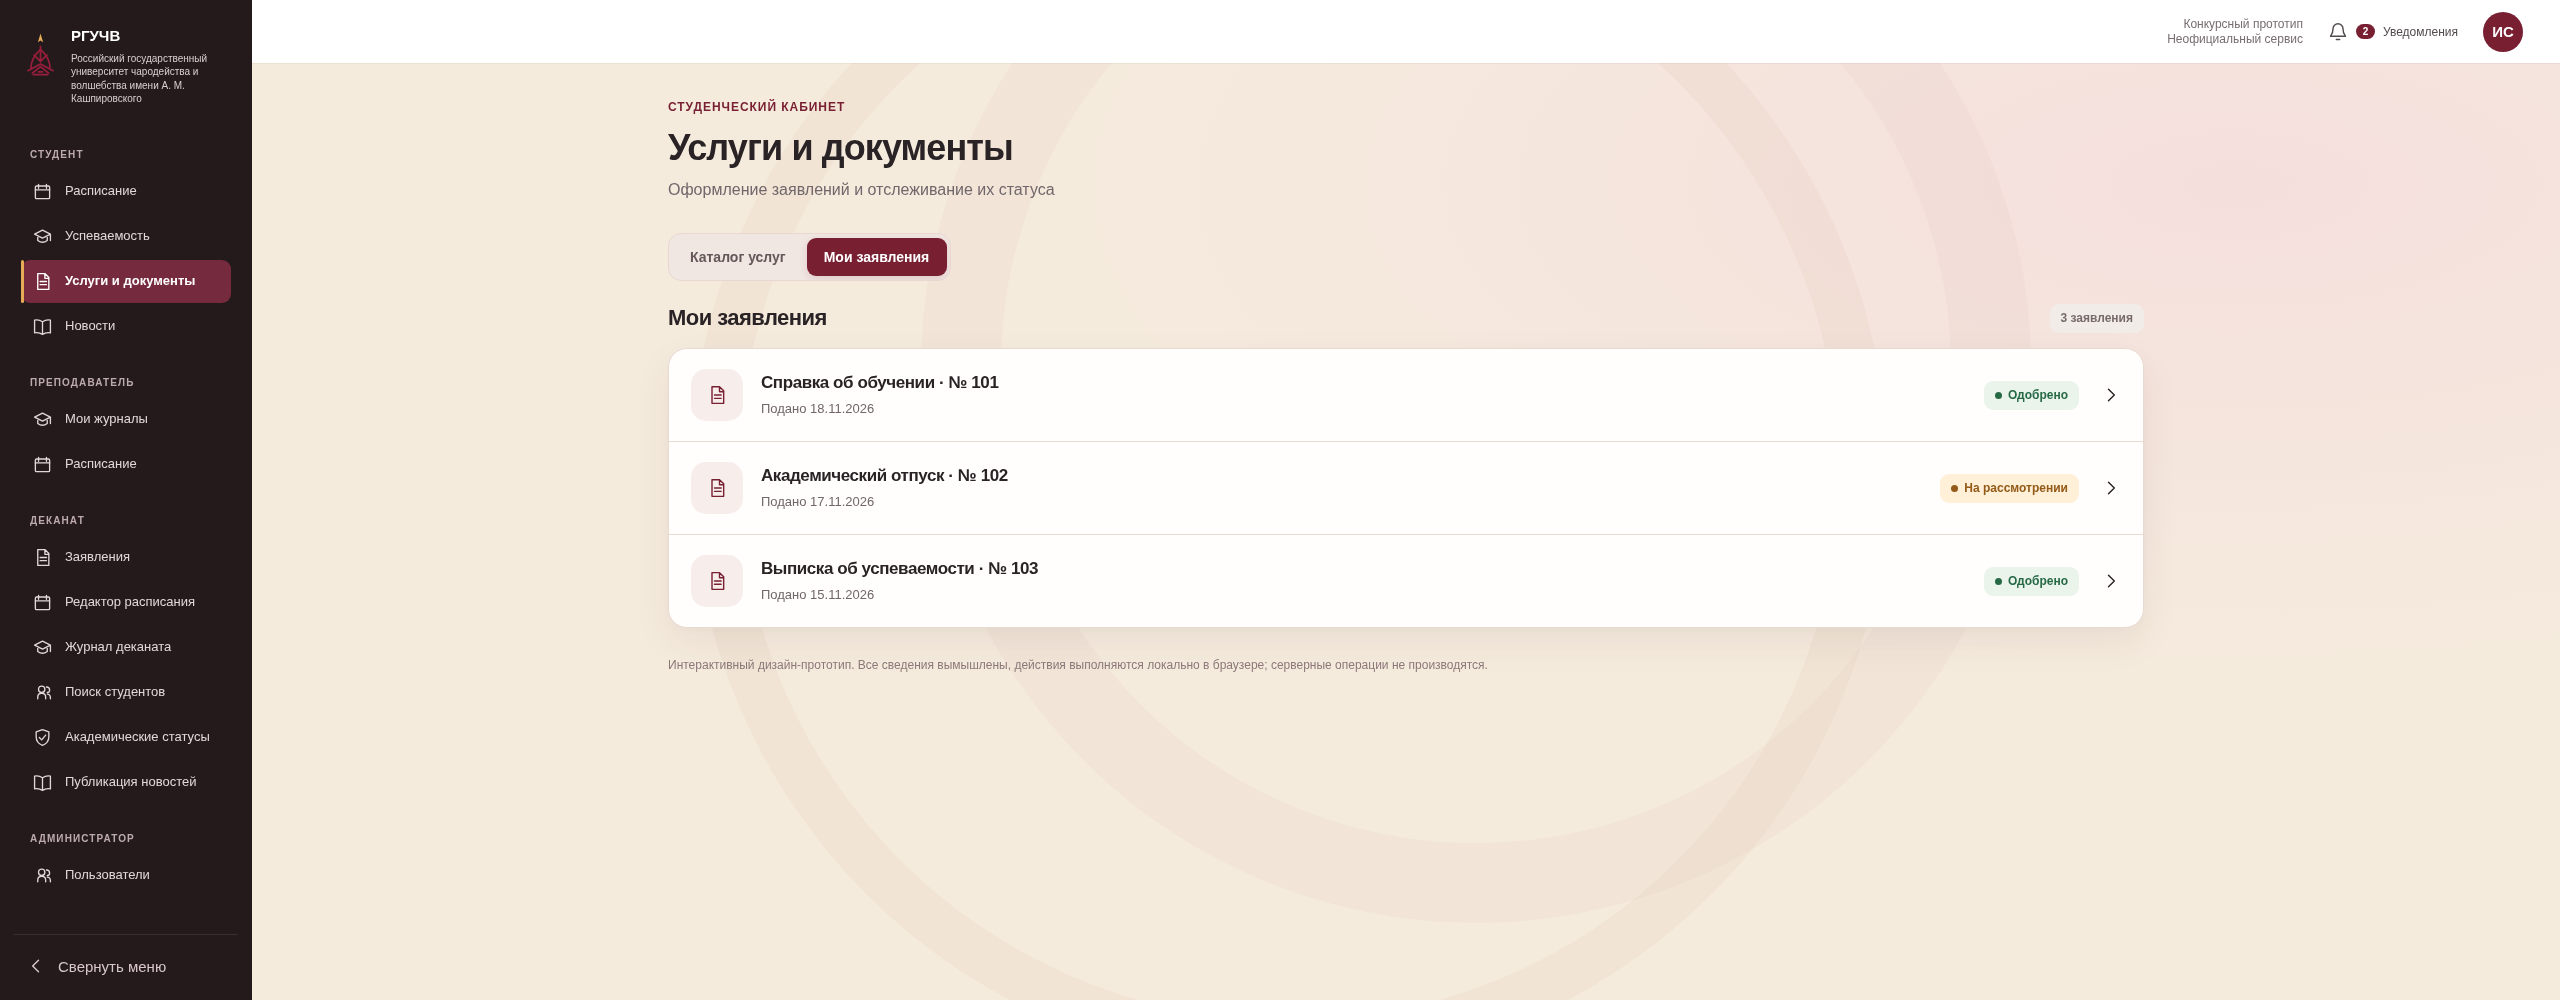 РГУЧВ
Российский государственный
университет чародейства и
волшебства имени А. М.
Кашпировского
СТУДЕНТ
Расписание
Успеваемость
Услуги и документы
Новости
ПРЕПОДАВАТЕЛЬ
Мои журналы
Расписание
ДЕКАНАТ
Заявления
Редактор расписания
Журнал деканата
Поиск студентов
Академические статусы
Публикация новостей
АДМИНИСТРАТОР
Пользователи
Свернуть меню
Конкурсный прототип
Неофициальный сервис
2 Уведомления
ИС
СТУДЕНЧЕСКИЙ КАБИНЕТ
Услуги и документы
Оформление заявлений и отслеживание их статуса
Каталог услуг Мои заявления
Мои заявления
3 заявления
Справка об обучении · № 101
Подано 18.11.2026
Одобрено
Академический отпуск · № 102
Подано 17.11.2026
На рассмотрении
Выписка об успеваемости · № 103
Подано 15.11.2026
Одобрено
Интерактивный дизайн-прототип. Все сведения вымышлены, действия выполняются локально в браузере; серверные операции не производятся.